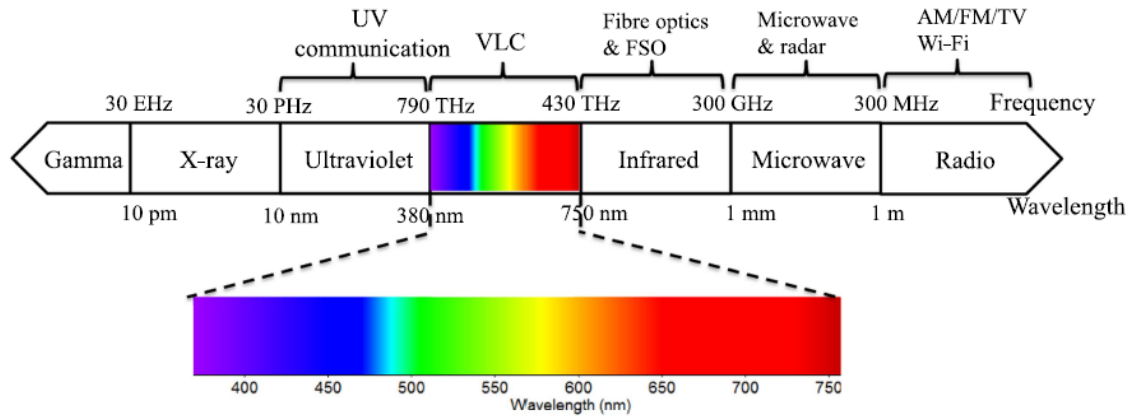 UV
communication
VLC
Fibre optics
& FSO
Microwave
& radar
AM/FM/TV
Wi-Fi
30 EHz
30 PHz
790 THz
430 THz
300 GHz
300 MHz
Frequency
Gamma
X-ray
Ultraviolet
Infrared
Microwave
Radio
10 pm
10 nm
380 nm
750 nm
1 mm
1 m
Wavelength
400
450
500
550
600
650
700
750
Wavelength (nm)